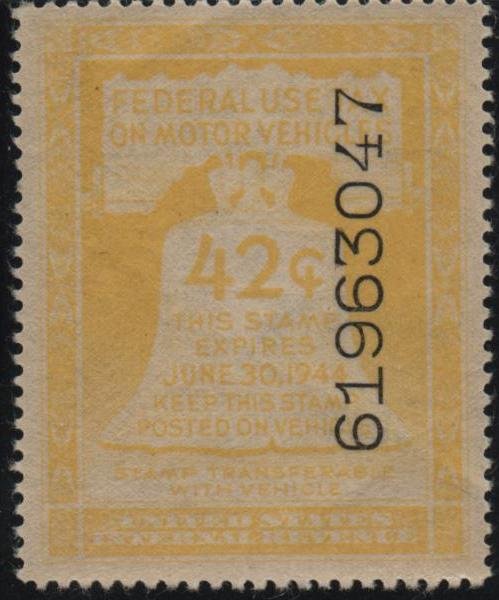 FEDERAL USE TAX
ON MOTOR VEHICLES
42¢
THIS STAMP
EXPIRES
JUNE 30, 1944
KEEP THIS STAMP
POSTED ON VEHICLE
STAMP TRANSFERABLE
WITH VEHICLE
UNITED STATES
INTERNAL REVENUE
61963047